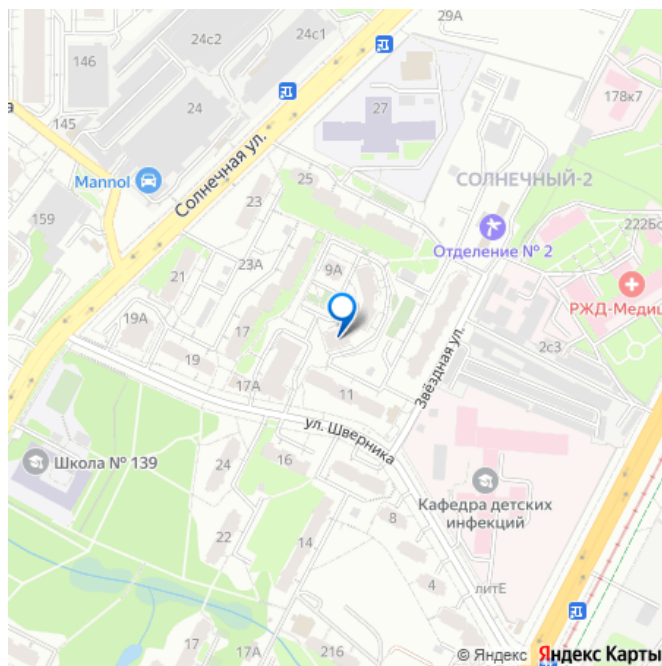 29А
24с2
24с1
146
24
27
178к7
145
а
Mannol
Солнечная ул.
СОЛНЕЧНЫЙ-2
25
159
23
222Бс
Отделение № 2
23А
9А
РЖД-Медиц
21
19А
17
2с3
19
17А
11
Звёздная ул.
ул. Шверника
Школа № 139
24
16
Кафедра детских
инфекций
22
8
14
4
литЕ
17
17А
216
© Яндекс Яндекс Карты